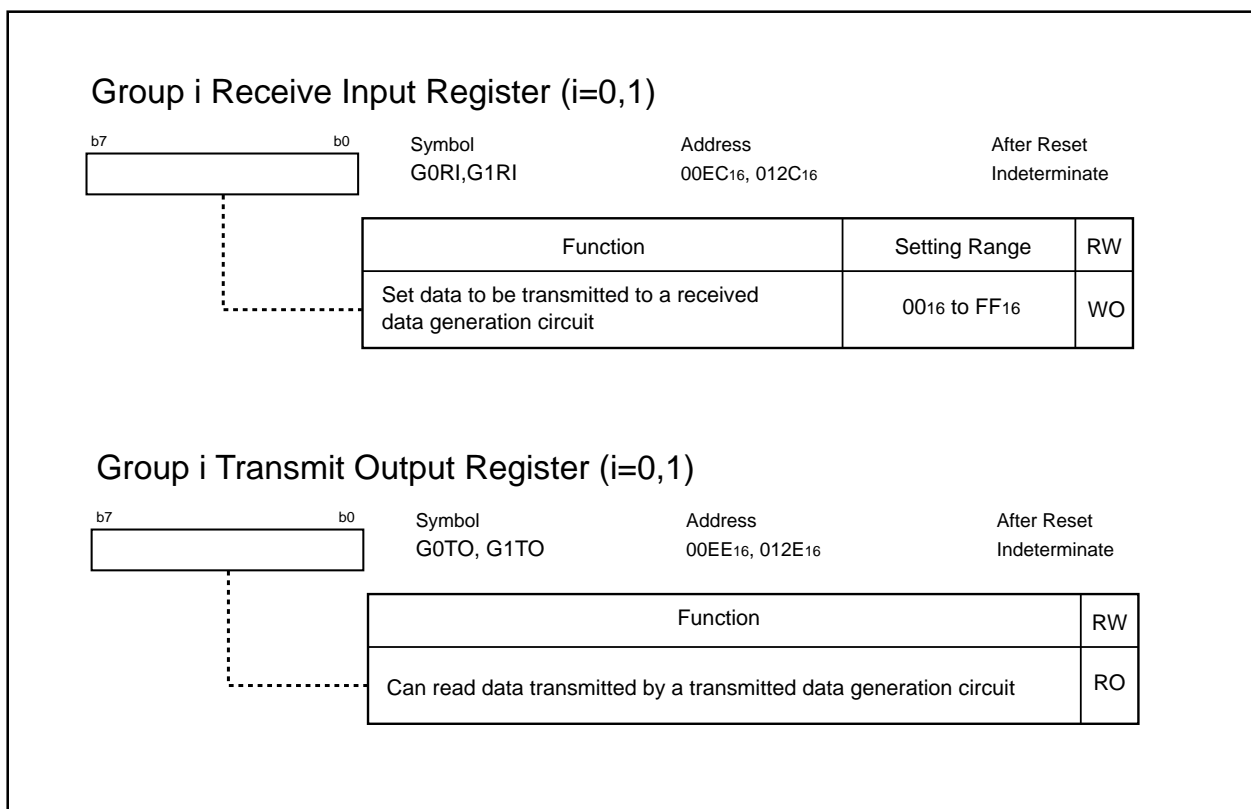 Group i Receive Input Register (i=0,1)
b7 b0 Symbol Address After Reset
G0RI,G1RI 00EC16, 012C16 Indeterminate
Function Setting Range RW
Set data to be transmitted to a received
data generation circuit
0016 to FF16 WO
Group i Transmit Output Register (i=0,1)
b7 b0 Symbol Address After Reset
G0TO, G1TO 00EE16, 012E16 Indeterminate
Function RW
Can read data transmitted by a transmitted data generation circuit RO